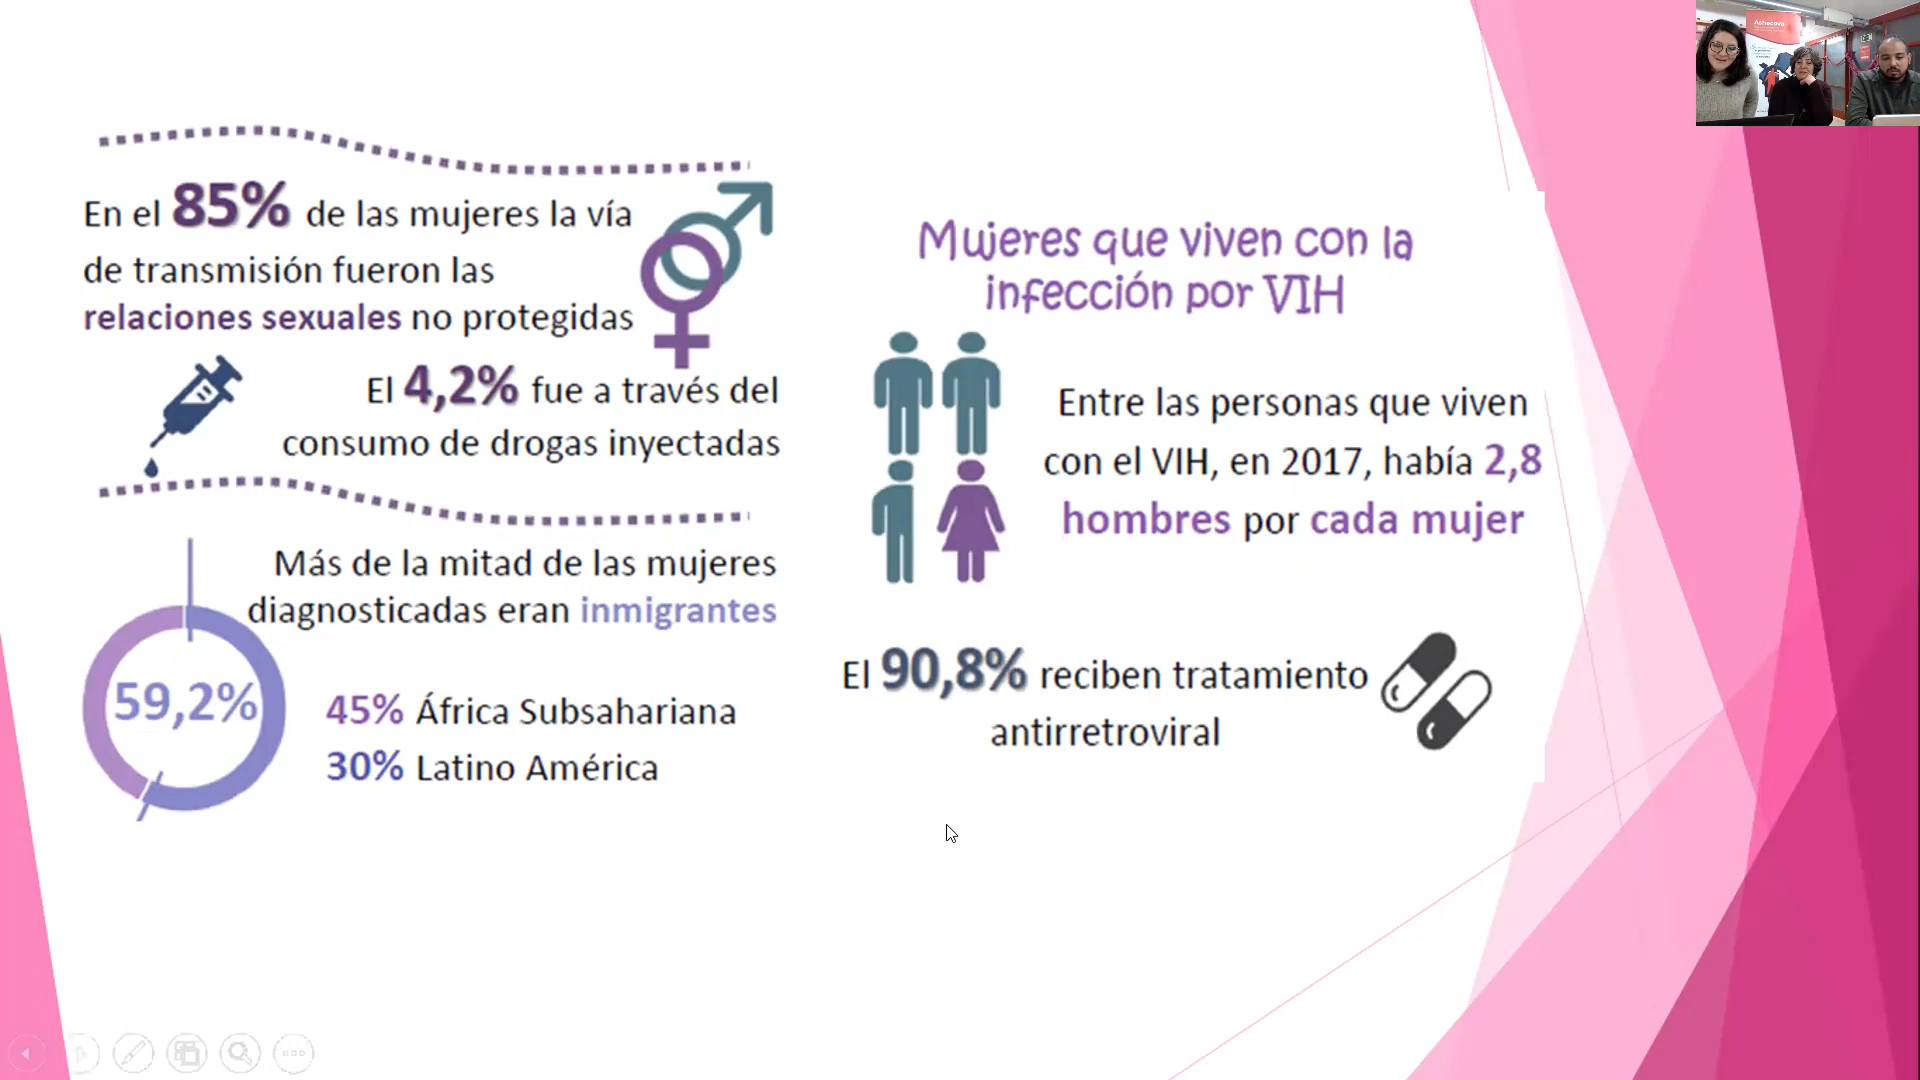 En el 85% de las mujeres la vía
de transmisión fueron las
relaciones sexuales no protegidas
El 4,2% fue a través del
consumo de drogas inyectadas
Más de la mitad de las mujeres
diagnosticadas eran inmigrantes
59,2%
45% África Subsahariana
30% Latino América
Mujeres que viven con la
infección por VIH
Entre las personas que viven
con el VIH, en 2017, había 2,8
hombres por cada mujer
El 90,8% reciben tratamiento
antirretroviral